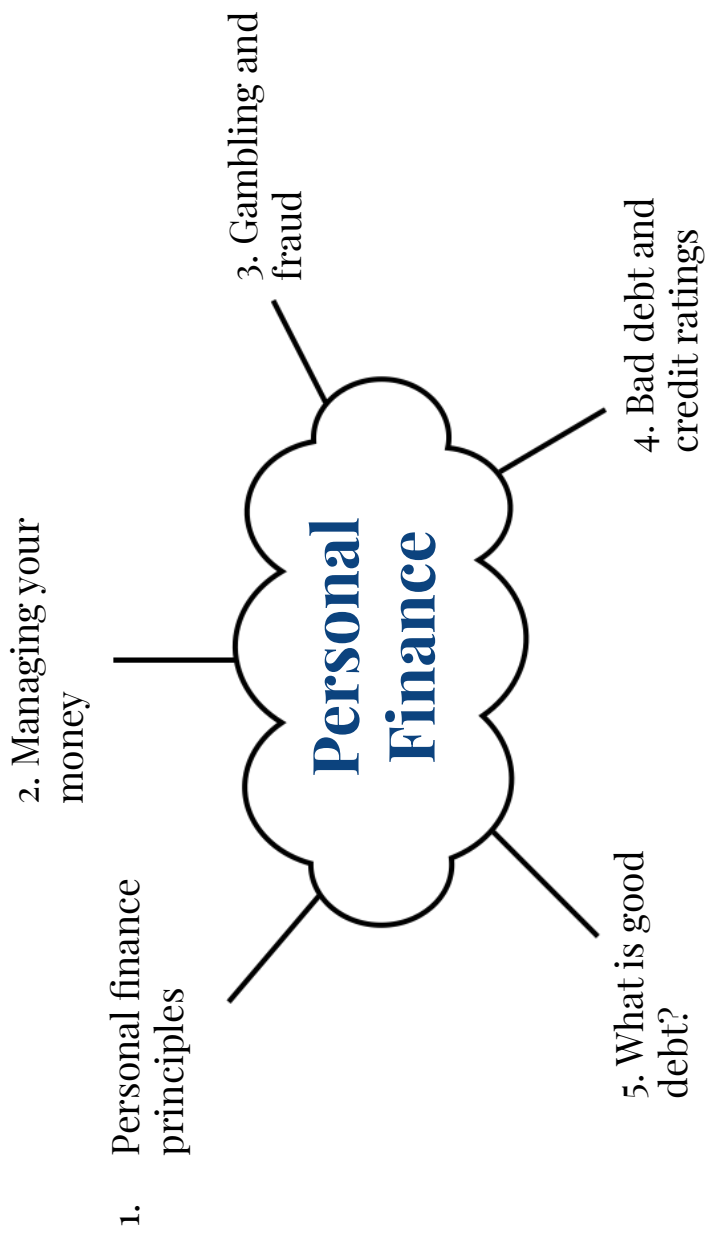 1. Personal finance
principles
2. Managing your
money
3. Gambling and
fraud
Personal
Finance
4. Bad debt and
credit ratings
5. What is good
debt?